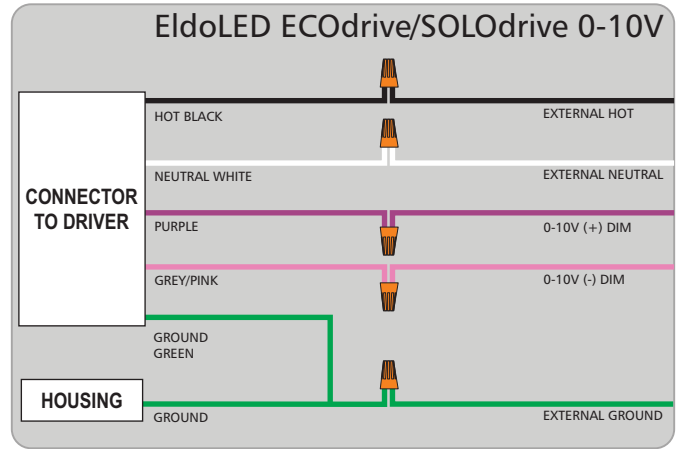 EldoLED ECOdrive/SOLOdrive 0-10V
HOT BLACK
EXTERNAL HOT
NEUTRAL WHITE
EXTERNAL NEUTRAL
CONNECTOR
TO DRIVER
PURPLE
0-10V (+) DIM
GREY/PINK
0-10V (-) DIM
GROUND
GREEN
HOUSING
GROUND
EXTERNAL GROUND